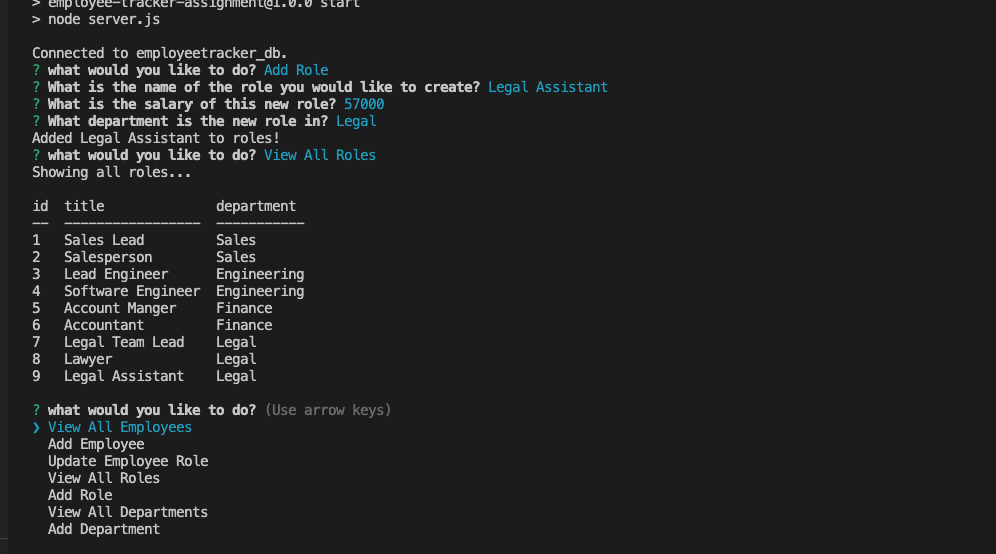 > employee-tracker-assignment@1.0.0 start
> node server.js
Connected to employeetracker_db.
? what would you like to do? Add Role
? What is the name of the role you would like to create? Legal Assistant
? What is the salary of this new role? 57000
? What department is the new role in? Legal
Added Legal Assistant to roles!
? what would you like to do? View All Roles
Showing all roles...
id  title              department
--  -----------------  -----------
1   Sales Lead         Sales
2   Salesperson        Sales
3   Lead Engineer      Engineering
4   Software Engineer  Engineering
5   Account Manger     Finance
6   Accountant         Finance
7   Legal Team Lead    Legal
8   Lawyer             Legal
9   Legal Assistant    Legal
? what would you like to do? (Use arrow keys)
❯ View All Employees
  Add Employee
  Update Employee Role
  View All Roles
  Add Role
  View All Departments
  Add Department